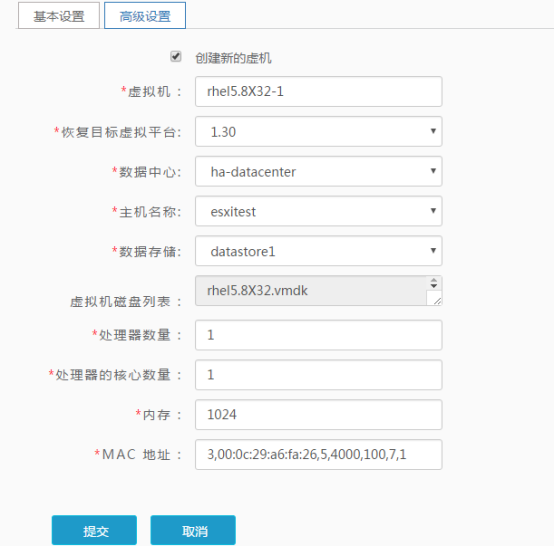 基本设置 高级设置
创建新的虚机
*虚拟机： rhel5.8X32-1
*恢复目标虚拟平台: 1.30
*数据中心: ha-datacenter
*主机名称: esxitest
*数据存储: datastore1
虚拟机磁盘列表： rhel5.8X32.vmdk
*处理器数量： 1
*处理器的核心数量： 1
*内存： 1024
*MAC 地址： 3,00:0c:29:a6:fa:26,5,4000,100,7,1
提交 取消